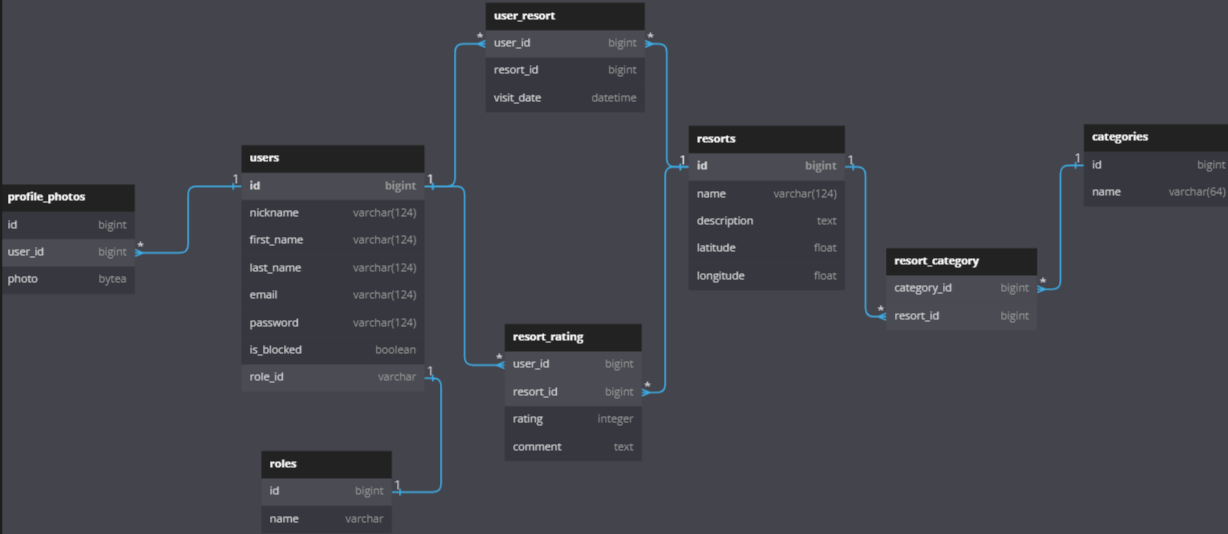 user_resort
user_id bigint
resort_id bigint
visit_date datetime
users
id bigint
nickname varchar(124)
first_name varchar(124)
last_name varchar(124)
email varchar(124)
password varchar(124)
is_blocked boolean
role_id varchar
profile_photos
id bigint
user_id bigint
photo bytea
roles
id bigint
name varchar
resort_rating
user_id bigint
resort_id bigint
rating integer
comment text
resorts
id bigint
name varchar(124)
description text
latitude float
longitude float
resort_category
category_id bigint
resort_id bigint
categories
id bigint
name varchar(64)
*
*
1
1
*
1
1
*
*
1
1
*
*
1